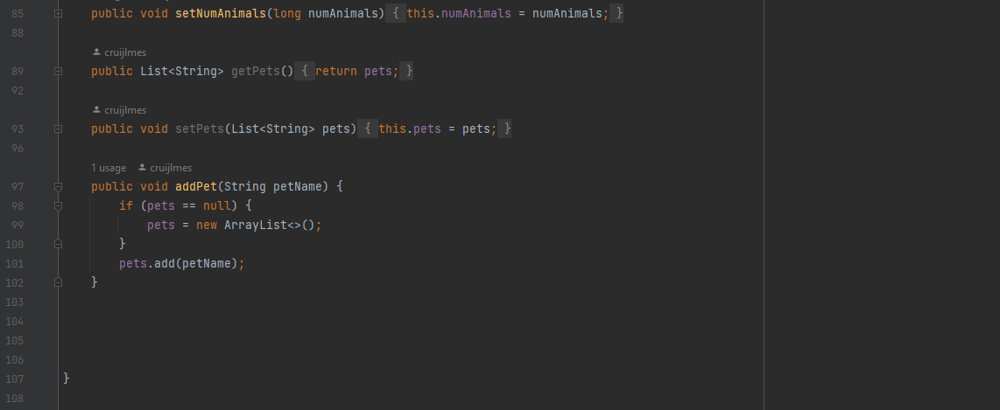 85 public void setNumAnimals(long numAnimals) { this.numAnimals = numAnimals; }
88
cruijlmes
89 public List<String> getPets() { return pets; }
92
cruijlmes
93 public void setPets(List<String> pets) { this.pets = pets; }
96
1 usage cruijlmes
97 public void addPet(String petName) {
98 if (pets == null) {
99 pets = new ArrayList<>();
100 }
101 pets.add(petName);
102 }
103
104
105
106
107 }
108